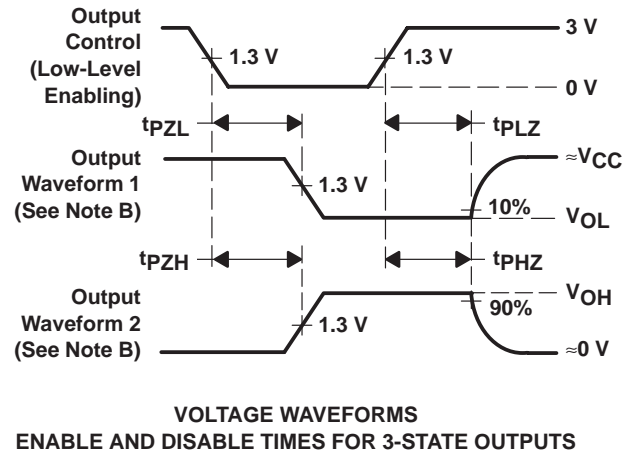 Output
Control
(Low-Level
Enabling)
1.3 V
1.3 V
3 V
0 V
tPZL
tPLZ
Output
Waveform 1
(See Note B)
1.3 V
≈VCC
10%
VOL
tPZH
tPHZ
Output
Waveform 2
(See Note B)
1.3 V
VOH
90%
≈0 V
VOLTAGE WAVEFORMS
ENABLE AND DISABLE TIMES FOR 3-STATE OUTPUTS